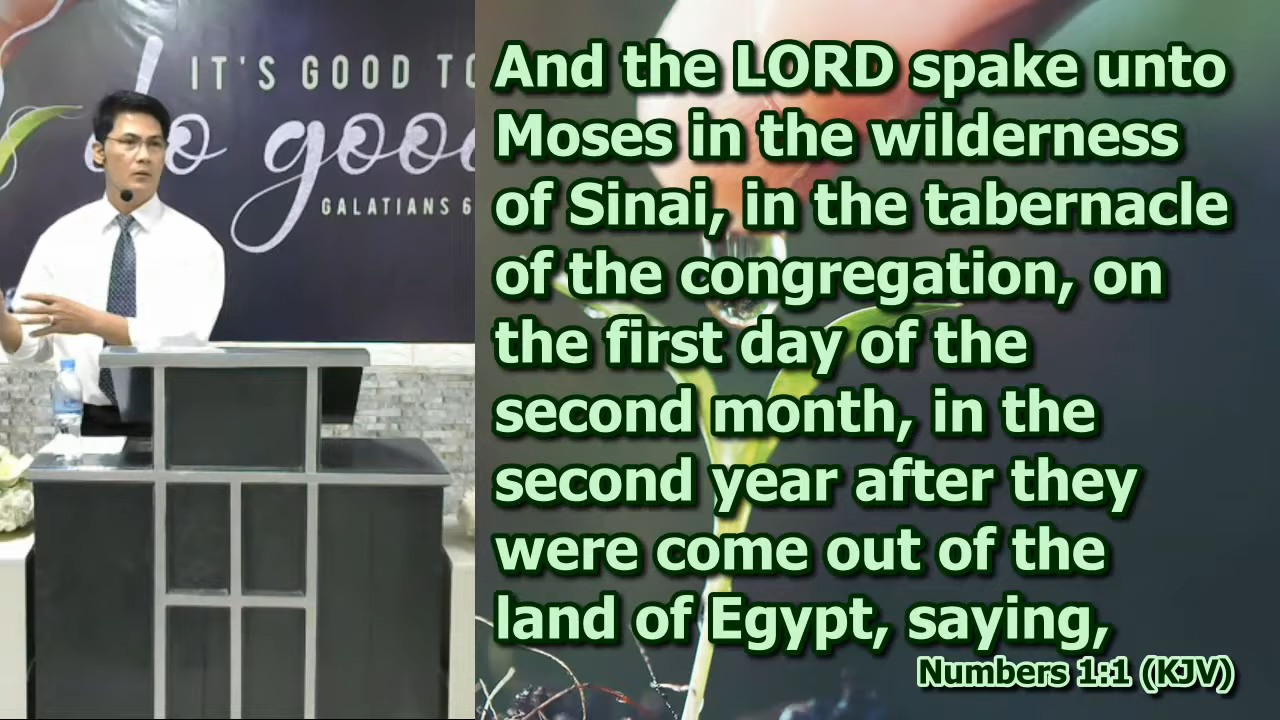 IT'S GOOD TO
do good
GALATIANS 6
And the LORD spake unto
Moses in the wilderness
of Sinai, in the tabernacle
of the congregation, on
the first day of the
second month, in the
second year after they
were come out of the
land of Egypt, saying,
Numbers 1:1 (KJV)